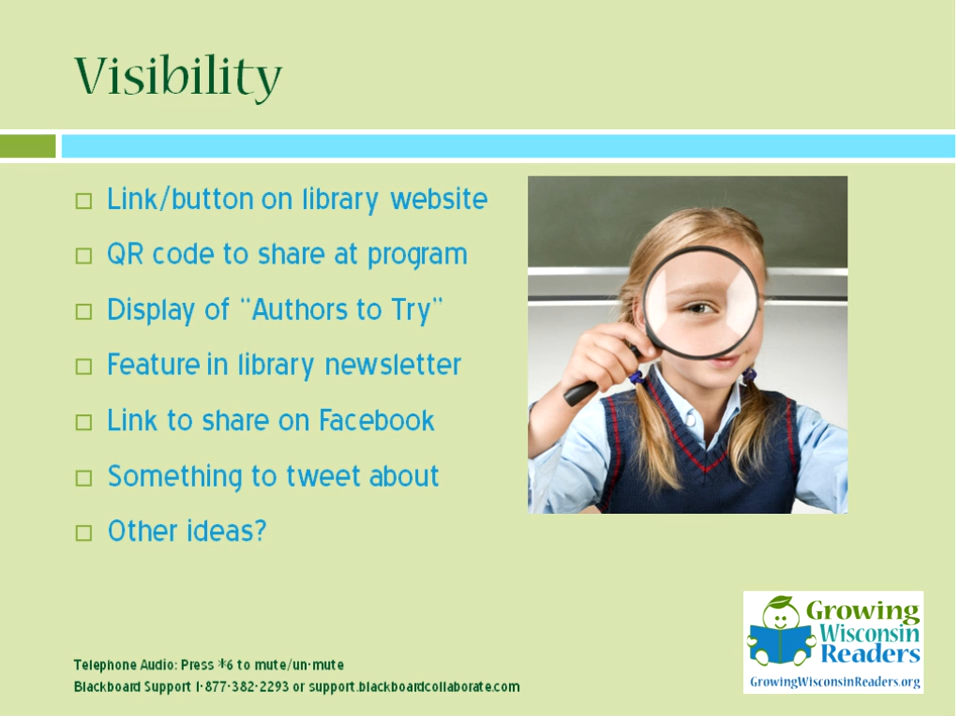 Visibility
Link/button on library website
QR code to share at program
Display of “Authors to Try”
Feature in library newsletter
Link to share on Facebook
Something to tweet about
Other ideas?
Growing
Wisconsin
Readers
GrowingWisconsinReaders.org
Telephone Audio: Press *6 to mute/un-mute
Blackboard Support 1-877-382-2293 or support.blackboardcollaborate.com